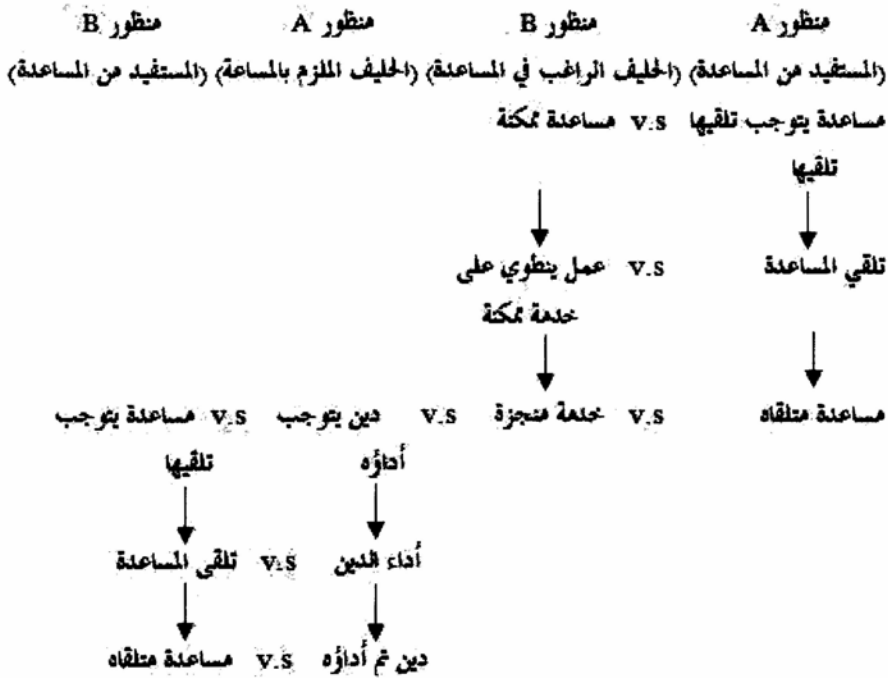 منظور A منظور B منظور A منظور B
(المستفيد من المساعدة) (الحليف الراغب في المساعدة) (الحليف الملزم بالمساعة) (المستفيد من المساعدة)
مساعدة يتوجب تلقيها v.s مساعدة ممكنة
تلقيها
تلقي المساعدة v.s عمل ينطوي على
خدمة ممكنة
مساعدة متلقاه v.s خدمة منجزة v.s دين يتوجب v.s مساعدة يتوجب
أداؤه تلقيها
أداء الدين v.s تلقى المساعدة
دين تم أداؤه v.s مساعدة متلقاه